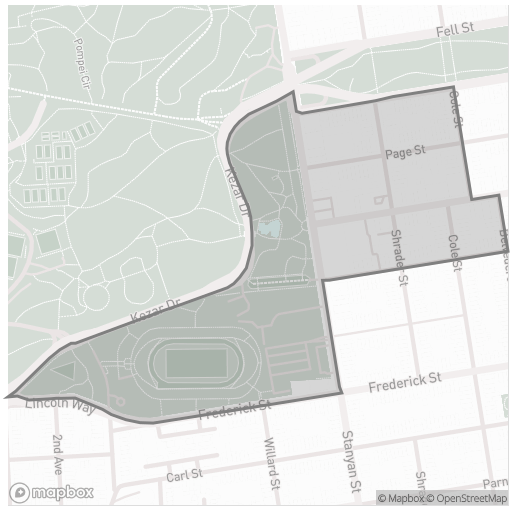 Fell St
Pompei Cir
Cole St
Page St
Kezar Dr
Shrader St
Cole St
Kezar Dr
Frederick St
Lincoln Way
Frederick St
2nd Ave
Willard St
Stanyan St
Carl St
mapbox
© Mapbox © OpenStreetMap